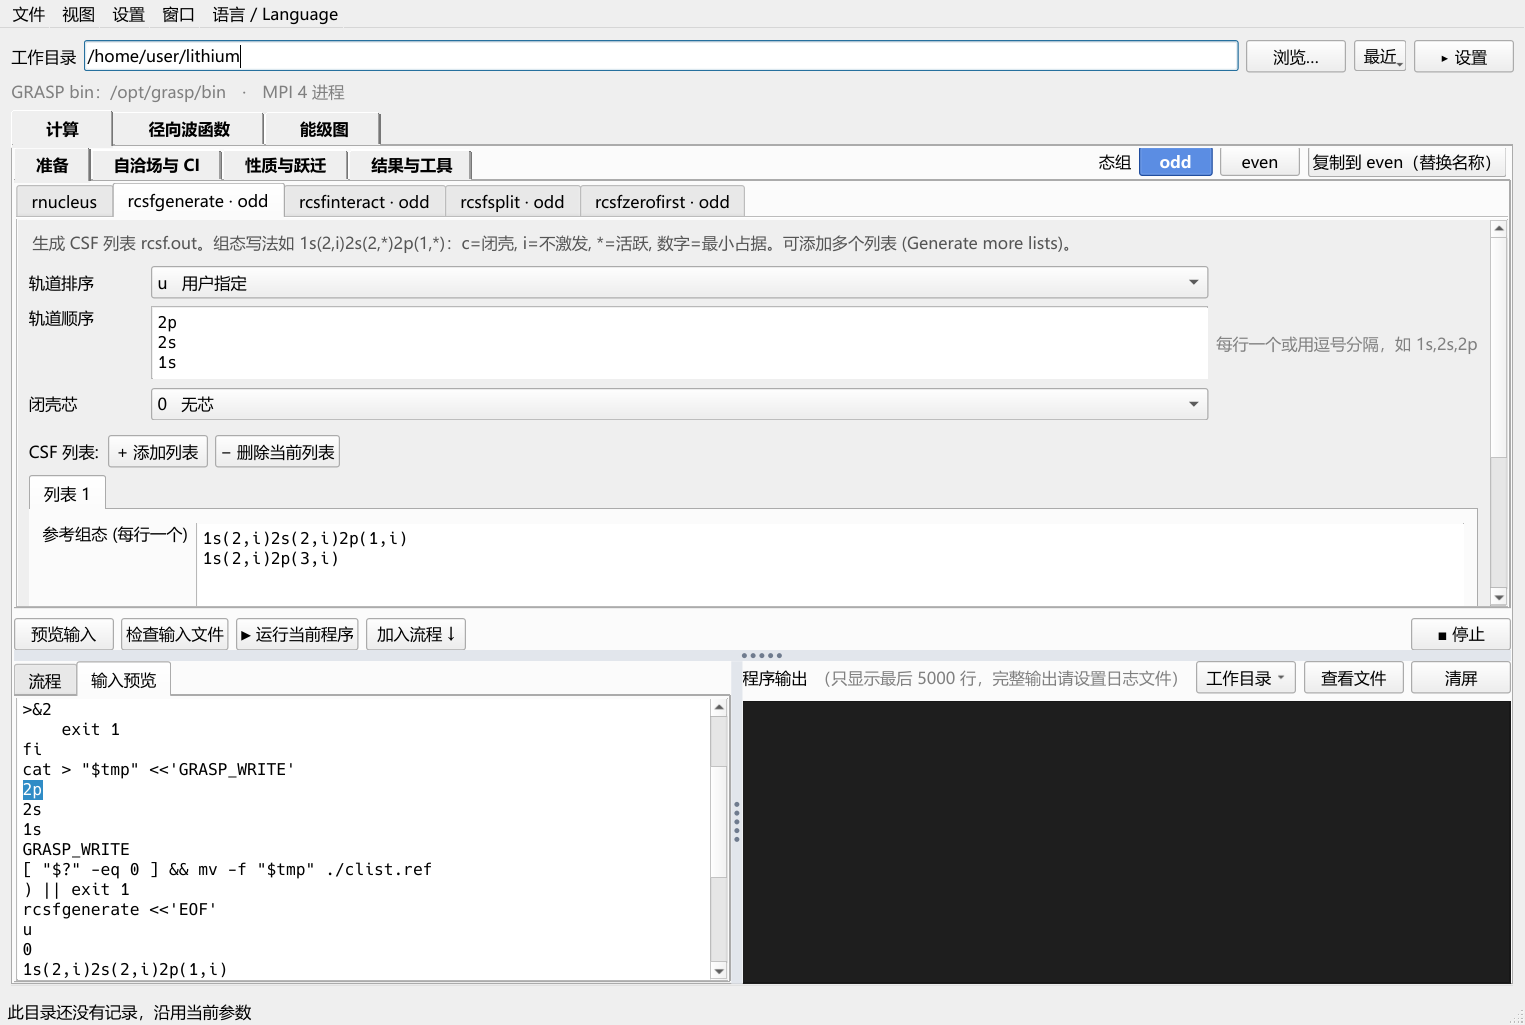 文件 视图 设置 窗口 语言 / Language
工作目录 /home/user/lithium 浏览... 最近 ▸ 设置
GRASP bin：/opt/grasp/bin · MPI 4 进程
计算 径向波函数 能级图
准备 自洽场与 CI 性质与跃迁 结果与工具 态组 odd even 复制到 even（替换名称）
rnucleus rcsfgenerate · odd rcsfinteract · odd rcsfsplit · odd rcsfzerofirst · odd
生成 CSF 列表 rcsf.out。组态写法如 1s(2,i)2s(2,*)2p(1,*)：c=闭壳, i=不激发, *=活跃, 数字=最小占据。可添加多个列表 (Generate more lists)。
轨道排序 u 用户指定
轨道顺序 2p
2s
1s
每行一个或用逗号分隔，如 1s,2s,2p
闭壳芯 0 无芯
CSF 列表: + 添加列表 − 删除当前列表
列表 1
参考组态 (每行一个) 1s(2,i)2s(2,i)2p(1,i)
1s(2,i)2p(3,i)
预览输入 检查输入文件 ▶ 运行当前程序 加入流程 ↓ ■ 停止
流程 输入预览
>&2
exit 1
fi
cat > "$tmp" <<'GRASP_WRITE'
2p
2s
1s
GRASP_WRITE
[ "$?" -eq 0 ] && mv -f "$tmp" ./clist.ref
) || exit 1
rcsfgenerate <<'EOF'
u
0
1s(2,i)2s(2,i)2p(1,i)
程序输出 （只显示最后 5000 行，完整输出请设置日志文件） 工作目录 查看文件 清屏
此目录还没有记录，沿用当前参数